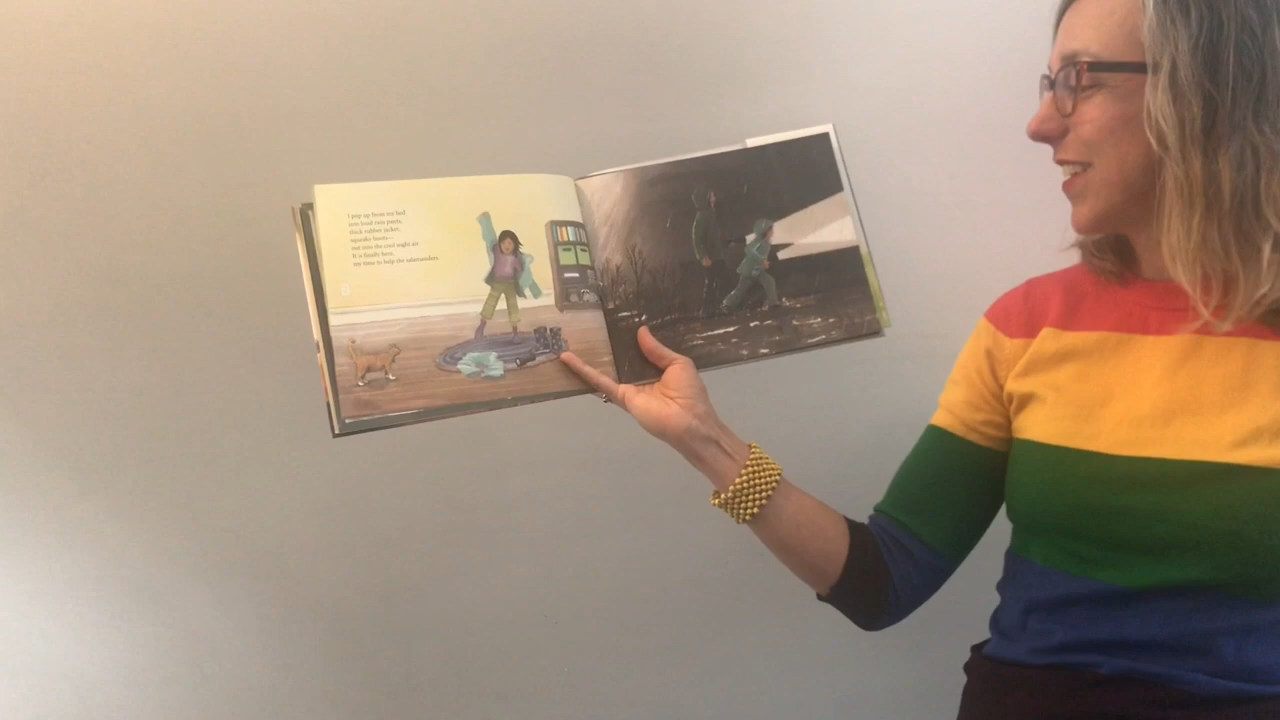 I pop up from my bed
into lead rain pants,
thick rubber jacket,
squeaky boots—
out into the cool night air.
It is finally here,
my time to help the salamanders.